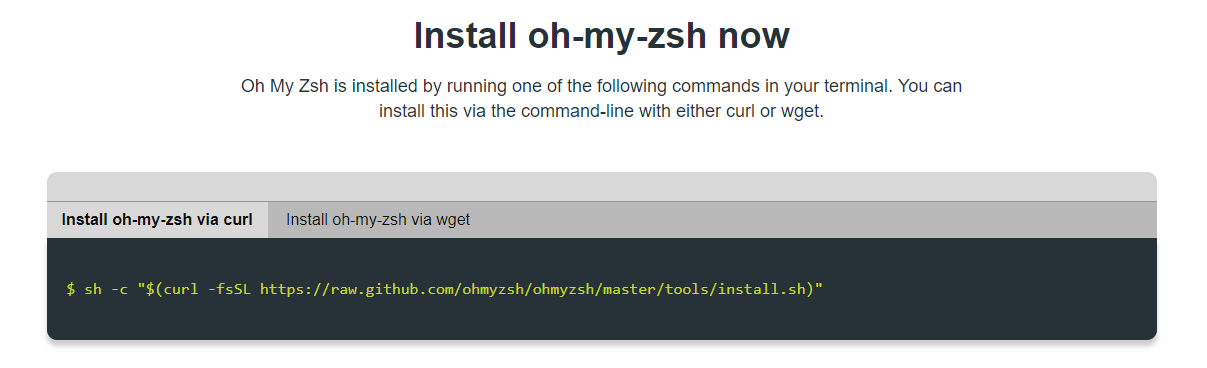 Install oh-my-zsh now
Oh My Zsh is installed by running one of the following commands in your terminal. You can
install this via the command-line with either curl or wget.
Install oh-my-zsh via curl
Install oh-my-zsh via wget
$ sh -c "$(curl -fsSL https://raw.github.com/ohmyzsh/ohmyzsh/master/tools/install.sh)"